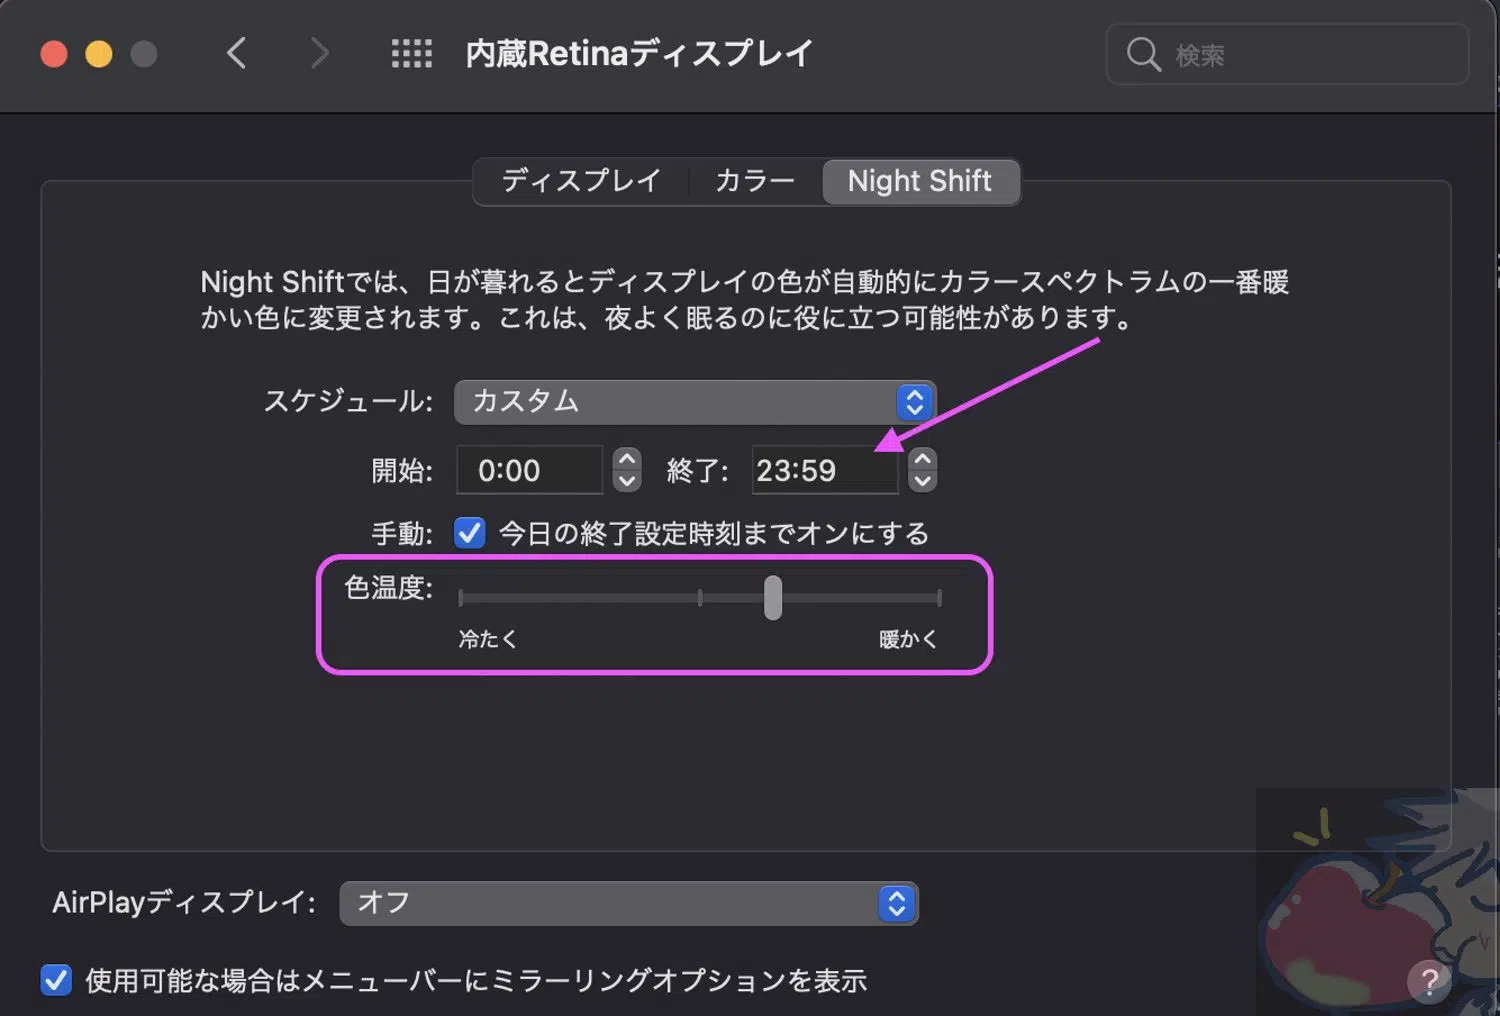 内蔵Retinaディスプレイ
検索
ディスプレイ カラー Night Shift
Night Shiftでは、日が暮れるとディスプレイの色が自動的にカラースペクトラムの一番暖
かい色に変更されます。これは、夜よく眠るのに役に立つ可能性があります。
スケジュール: カスタム
開始: 0:00 終了: 23:59
手動: 今日の終了設定時刻までオンにする
色温度:
冷たく 暖かく
AirPlayディスプレイ: オフ
使用可能な場合はメニューバーにミラーリングオプションを表示
?